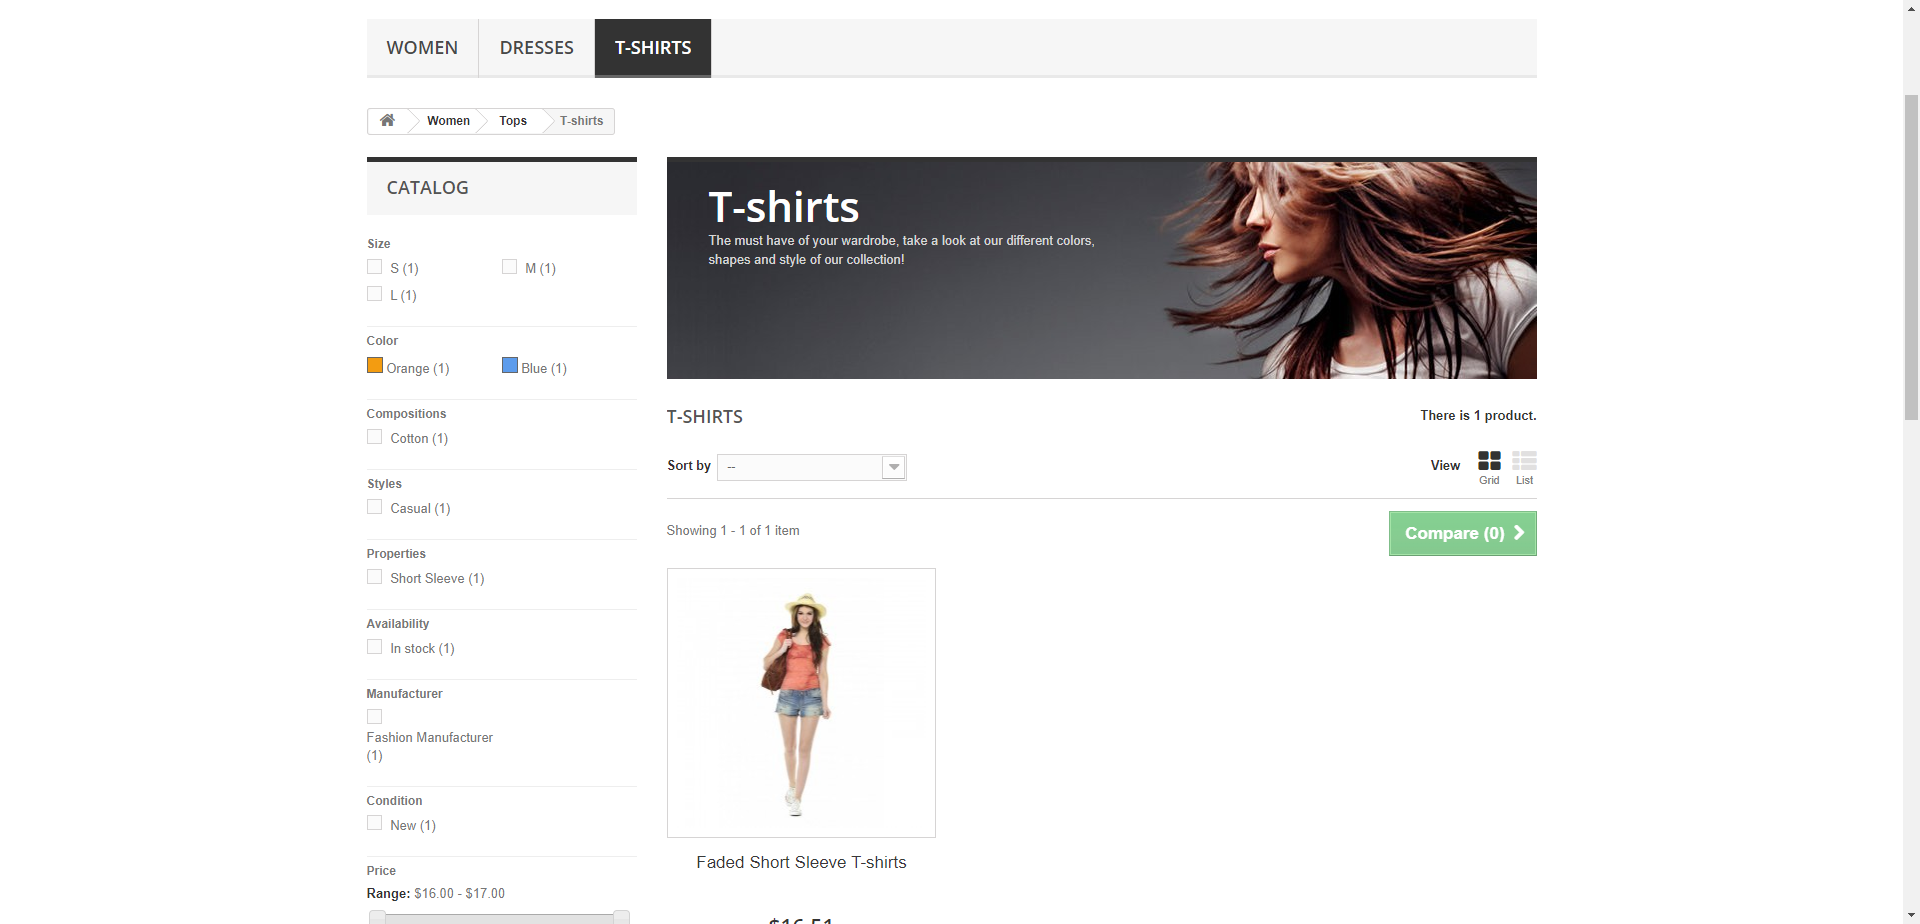 WOMEN
DRESSES
T-SHIRTS
Women
Tops
T-shirts
CATALOG
Size
S (1)
M (1)
L (1)
Color
Orange (1)
Blue (1)
Compositions
Cotton (1)
Styles
Casual (1)
Properties
Short Sleeve (1)
Availability
In stock (1)
Manufacturer
Fashion Manufacturer
(1)
Condition
New (1)
Price
Range: $16.00 - $17.00
T-shirts
The must have of your wardrobe, take a look at our different colors,
shapes and style of our collection!
T-SHIRTS
There is 1 product.
Sort by
--
View
Grid
List
Showing 1 - 1 of 1 item
Compare (0)
Faded Short Sleeve T-shirts
$16.51